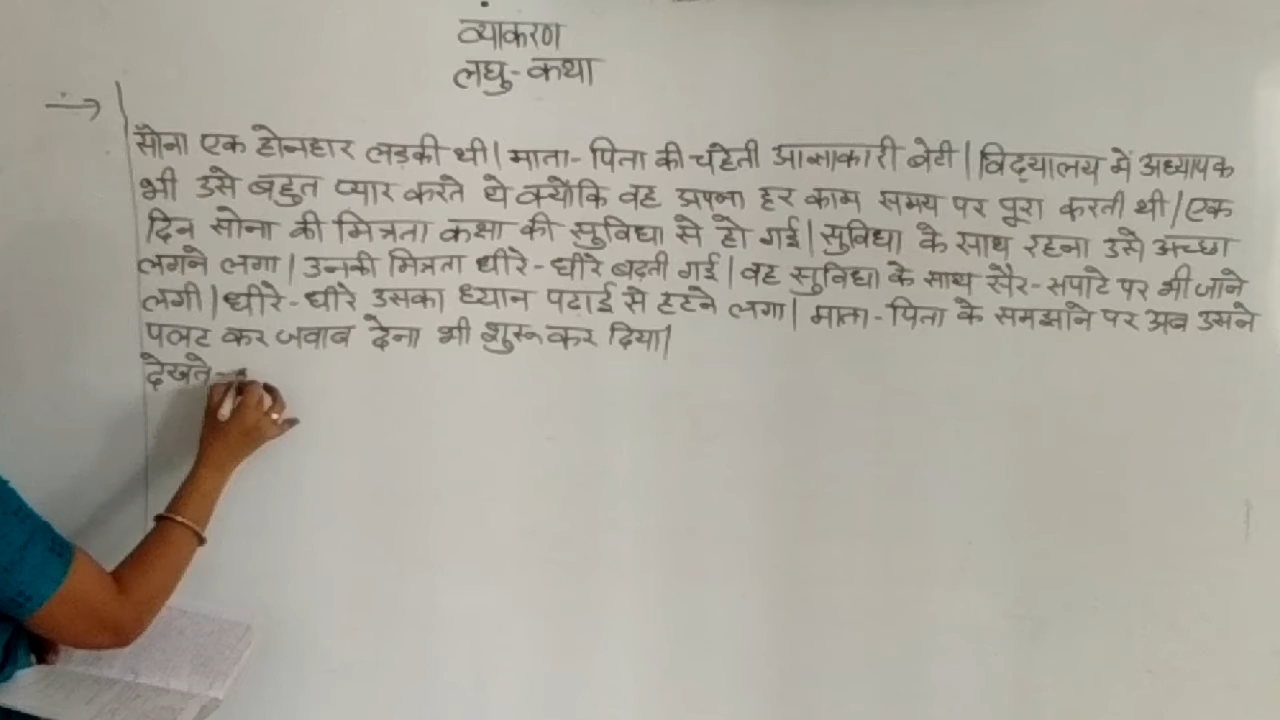 व्याकरण
लघु-कथा
सोना एक होनहार लड़की थी। माता-पिता की चहेती आज्ञाकारी बेटी। विद्यालय में अध्यापक
भी उसे बहुत प्यार करते थे क्योंकि वह अपना हर काम समय पर पूरा करती थी। एक
दिन सोना की मित्रता कक्षा की सुविधा से हो गई। सुविधा के साथ रहना उसे अच्छा
लगने लगा। उनकी मित्रता धीरे-धीरे बढ़ती गई। वह सुविधा के साथ सैर-सपाटे पर भी जाने
लगी। धीरे-धीरे उसका ध्यान पढ़ाई से हटने लगा। माता-पिता के समझाने पर अब उसने
पलट कर जवाब देना भी शुरू कर दिया।
देखते-